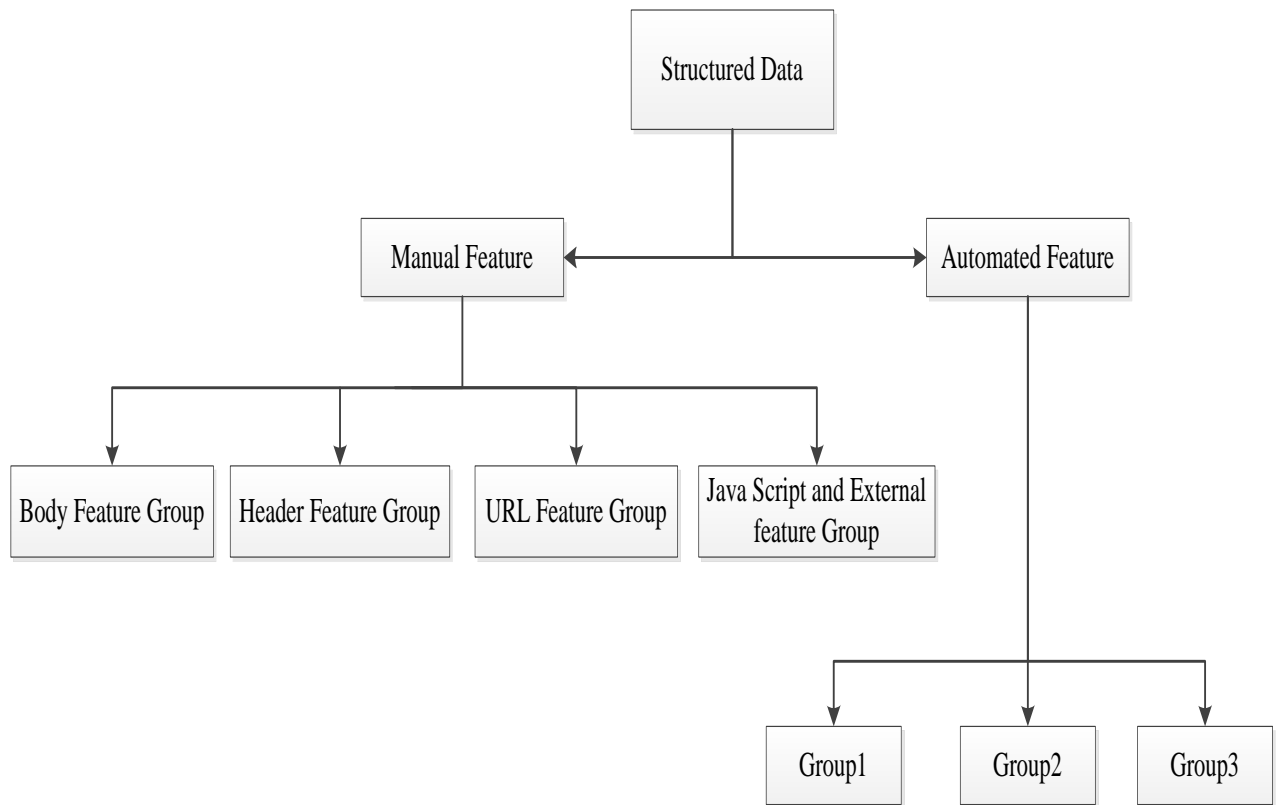 Structured Data
Manual Feature
Automated Feature
Body Feature Group
Header Feature Group
URL Feature Group
Java Script and External
feature Group
Group1
Group2
Group3